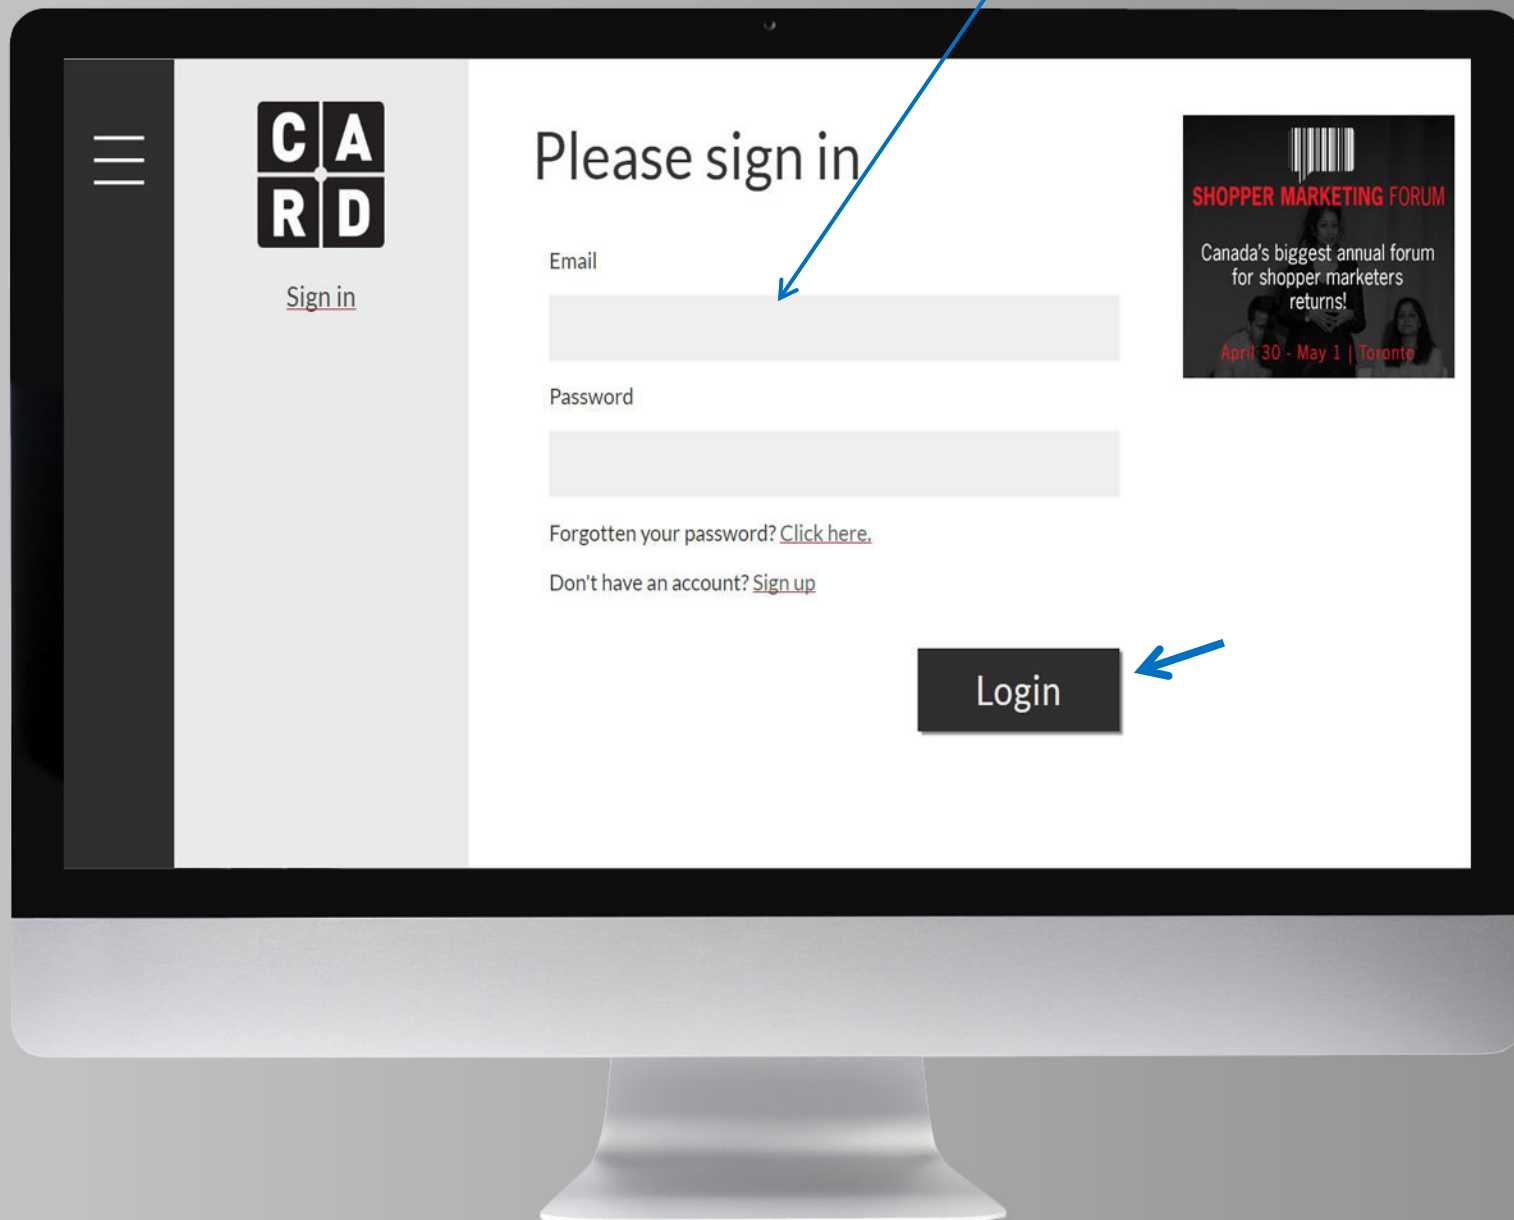 C A
R D
Sign in
Please sign in
Email
Password
Forgotten your password? Click here.
Don't have an account? Sign up
Login
SHOPPER MARKETING FORUM
Canada's biggest annual forum
for shopper marketers
returns!
April 30 - May 1 | Toronto